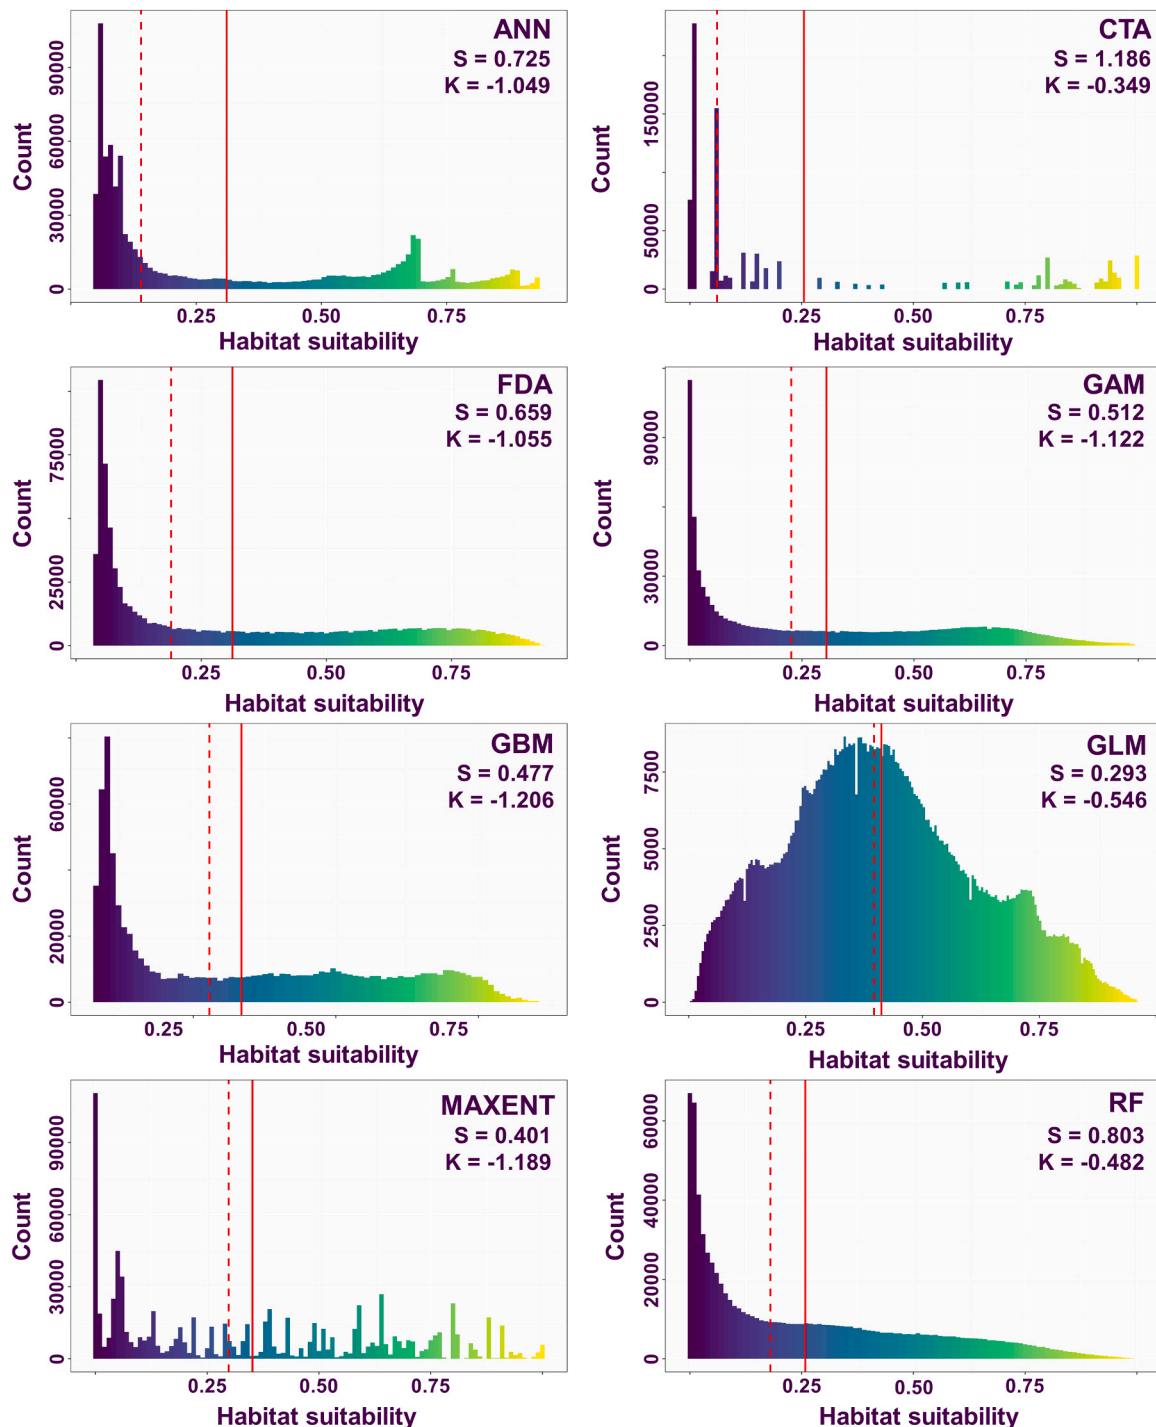 ANN
S = 0.725
K = -1.049
Count
90000
60000
30000
0
0.25
0.50
0.75
Habitat suitability
CTA
S = 1.186
K = -0.349
Count
150000
50000
0
0.25
0.50
0.75
Habitat suitability
FDA
S = 0.659
K = -1.055
Count
75000
25000
0
0.25
0.50
0.75
Habitat suitability
GAM
S = 0.512
K = -1.122
Count
90000
30000
0
0.25
0.50
0.75
Habitat suitability
GBM
S = 0.477
K = -1.206
Count
60000
20000
0
0.25
0.50
0.75
Habitat suitability
GLM
S = 0.293
K = -0.546
Count
7500
5000
2500
0
0.25
0.50
0.75
Habitat suitability
MAXENT
S = 0.401
K = -1.189
Count
90000
60000
30000
0
0.25
0.50
0.75
Habitat suitability
RF
S = 0.803
K = -0.482
Count
60000
40000
20000
0
0.25
0.50
0.75
Habitat suitability